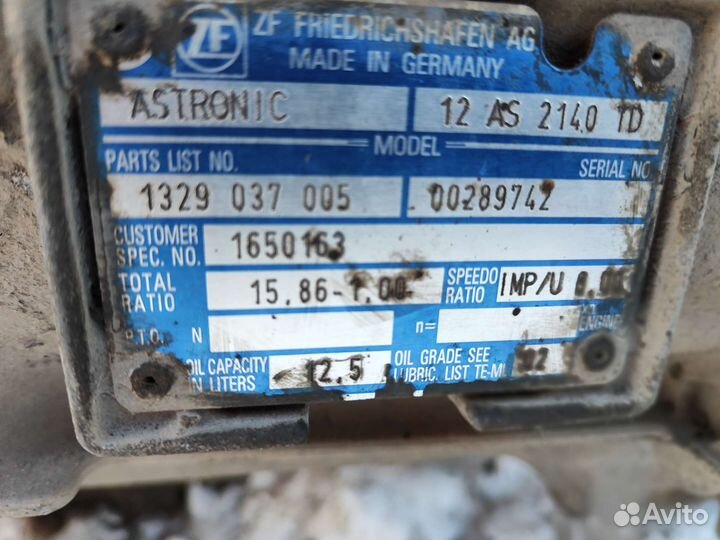 ZF FRIEDRICHSHAFEN AG
MADE IN GERMANY
ASTRONIC 12 AS 2140 TD
MODEL
PARTS LIST NO. SERIAL NO
1329 037 005 00289742
CUSTOMER SPEC. NO. 1650163
TOTAL RATIO 15,86-1,00 SPEEDO RATIO IMP/U
P.T.O. N n= ENGINE
OIL CAPACITY IN LITERS 12,5 OIL GRADE SEE LUBRIC. LIST TE-ML 02
Avito